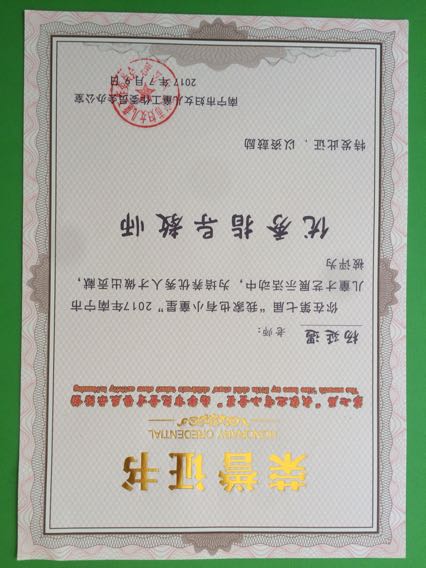 荣誉证书
HONORARY CREDENTIAL
杨延遐 老师：
你在第七届“我家也有小童星”2017年南宁市
儿童才艺展示活动中，为培养优秀人才做出贡献，
被评为
优秀指导教师
特发此证，以资鼓励
南宁市妇女儿童工作委员会办公室
2017年7月9日